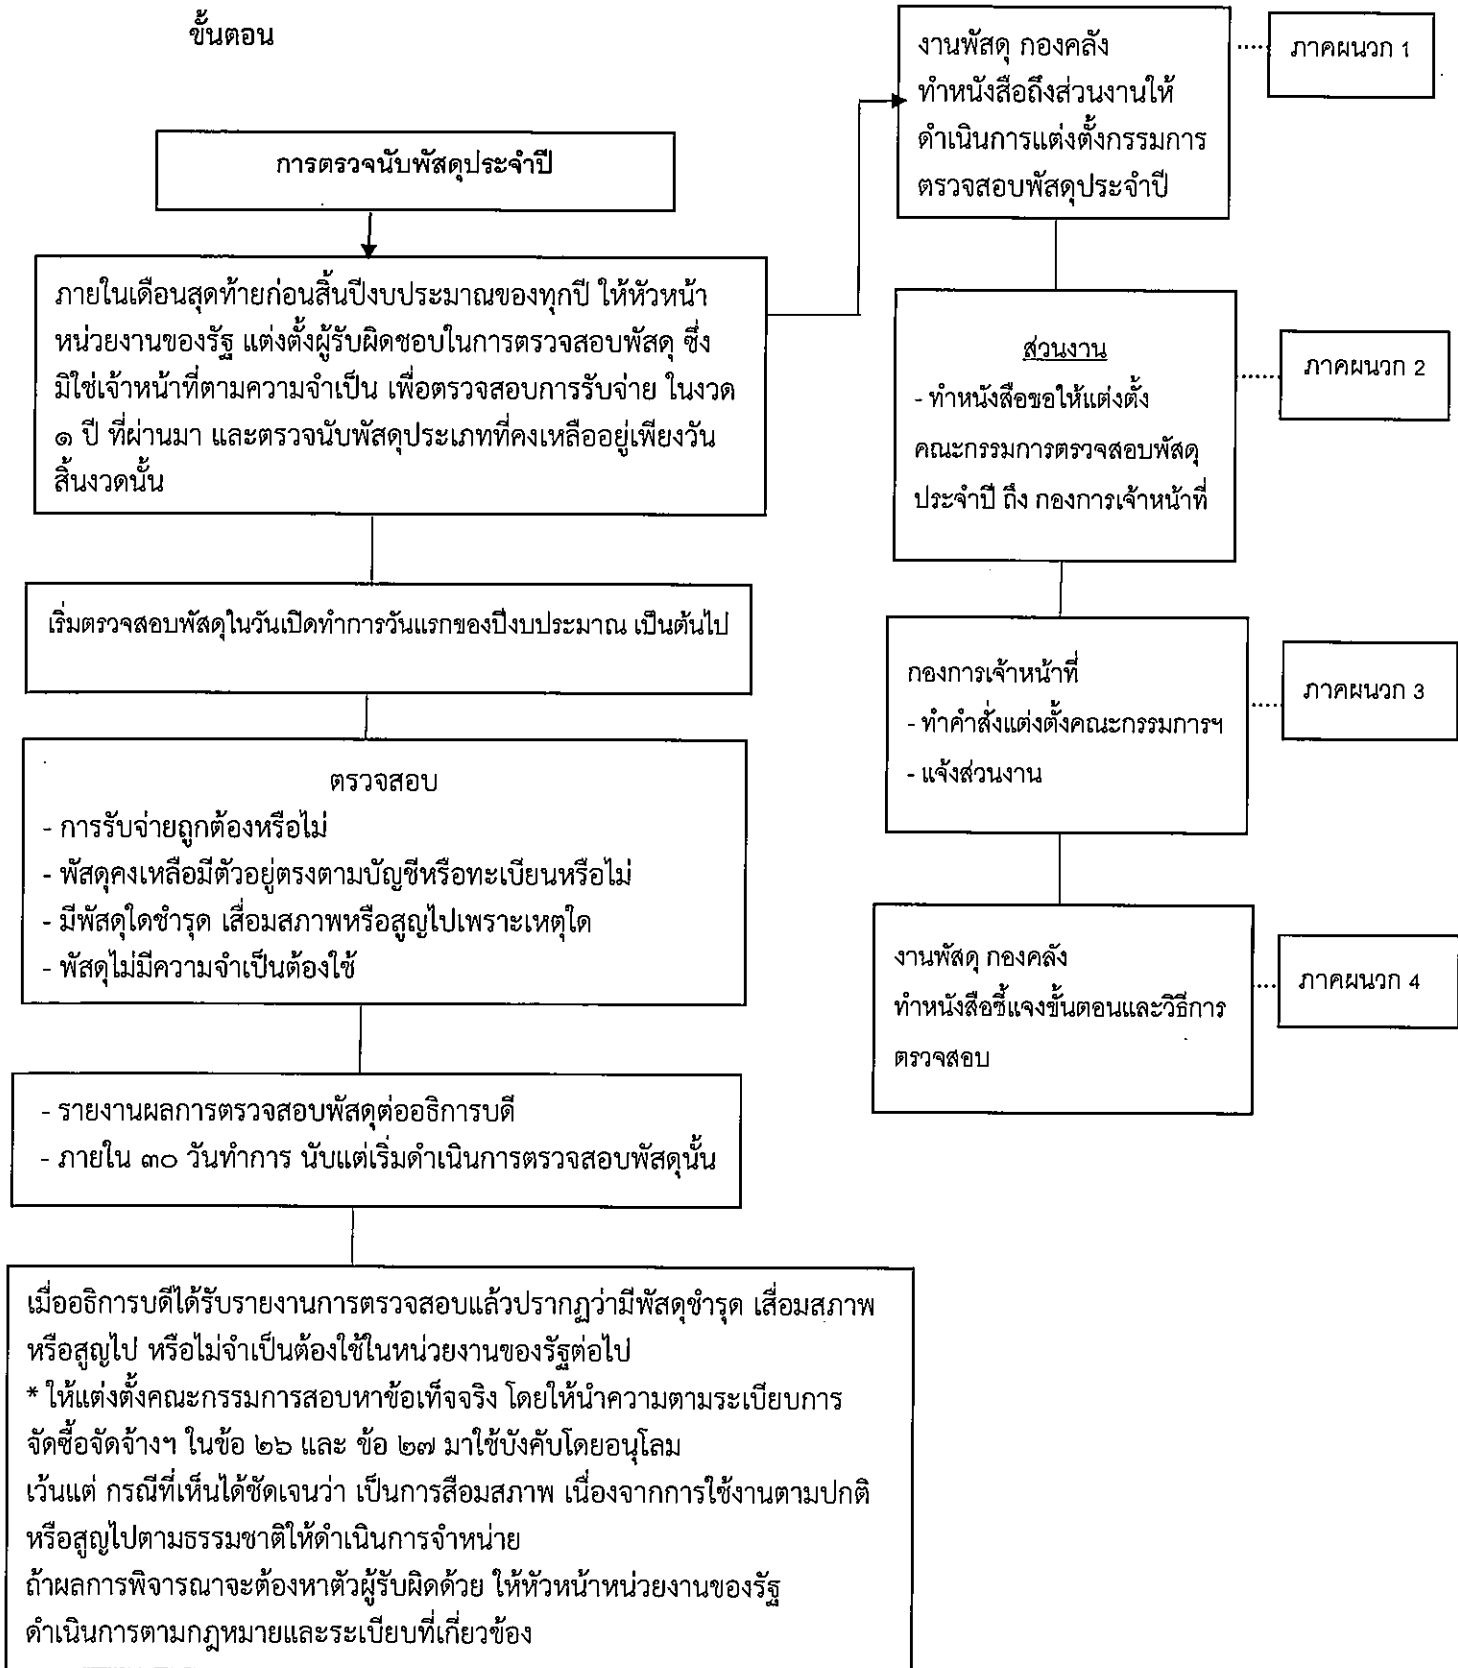 ขั้นตอน
การตรวจนับพัสดุประจำปี
ภายในเดือนสุดท้ายก่อนสิ้นปีงบประมาณของทุกปี ให้หัวหน้า
หน่วยงานของรัฐ แต่งตั้งผู้รับผิดชอบในการตรวจสอบพัสดุ ซึ่ง
มิใช่เจ้าหน้าที่ตามความจำเป็น เพื่อตรวจสอบการรับจ่าย ในงวด
๑ ปี ที่ผ่านมา และตรวจนับพัสดุประเภทที่คงเหลืออยู่เพียงวัน
สิ้นงวดนั้น
เริ่มตรวจสอบพัสดุในวันเปิดทำการวันแรกของปีงบประมาณ เป็นต้นไป
ตรวจสอบ
- การรับจ่ายถูกต้องหรือไม่
- พัสดุคงเหลือมีตัวอยู่ตรงตามบัญชีหรือทะเบียนหรือไม่
- มีพัสดุใดชำรุด เสื่อมสภาพหรือสูญไปเพราะเหตุใด
- พัสดุไม่มีความจำเป็นต้องใช้
- รายงานผลการตรวจสอบพัสดุต่ออธิการบดี
- ภายใน ๓๐ วันทำการ นับแต่เริ่มดำเนินการตรวจสอบพัสดุนั้น
เมื่ออธิการบดีได้รับรายงานการตรวจสอบแล้วปรากฏว่ามีพัสดุชำรุด เสื่อมสภาพ
หรือสูญไป หรือไม่จำเป็นต้องใช้ในหน่วยงานของรัฐต่อไป
* ให้แต่งตั้งคณะกรรมการสอบหาข้อเท็จจริง โดยให้นำความตามระเบียบการ
จัดซื้อจัดจ้างฯ ในข้อ ๒๖ และ ข้อ ๒๗ มาใช้บังคับโดยอนุโลม
เว้นแต่ กรณีที่เห็นได้ชัดเจนว่า เป็นการสือมสภาพ เนื่องจากการใช้งานตามปกติ
หรือสูญไปตามธรรมชาติให้ดำเนินการจำหน่าย
ถ้าผลการพิจารณาจะต้องหาตัวผู้รับผิดด้วย ให้หัวหน้าหน่วยงานของรัฐ
ดำเนินการตามกฎหมายและระเบียบที่เกี่ยวข้อง
งานพัสดุ กองคลัง
ทำหนังสือถึงส่วนงานให้
ดำเนินการแต่งตั้งกรรมการ
ตรวจสอบพัสดุประจำปี
ภาคผนวก 1
ส่วนงาน
- ทำหนังสือขอให้แต่งตั้ง
คณะกรรมการตรวจสอบพัสดุ
ประจำปี ถึง กองการเจ้าหน้าที่
ภาคผนวก 2
กองการเจ้าหน้าที่
- ทำคำสั่งแต่งตั้งคณะกรรมการฯ
- แจ้งส่วนงาน
ภาคผนวก 3
งานพัสดุ กองคลัง
ทำหนังสือชี้แจงขั้นตอนและวิธีการ
ตรวจสอบ
ภาคผนวก 4